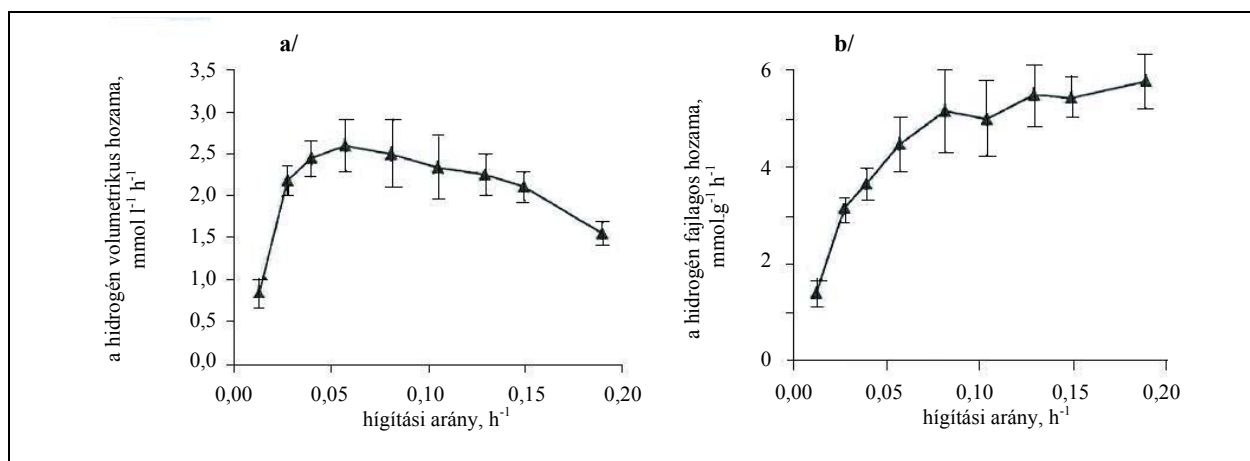 a/
a hidrogén volumetrikus hozama,
mmol l⁻¹ h⁻¹
3,5
3,0
2,5
2,0
1,5
1,0
0,5
0,0
0,00
0,05
0,10
0,15
0,20
hígítási arány, h⁻¹
b/
a hidrogén fajlagos hozama,
mmol.g⁻¹ h⁻¹
6
4
2
0
0,00
0,05
0,10
0,15
0,20
hígítási arány, h⁻¹